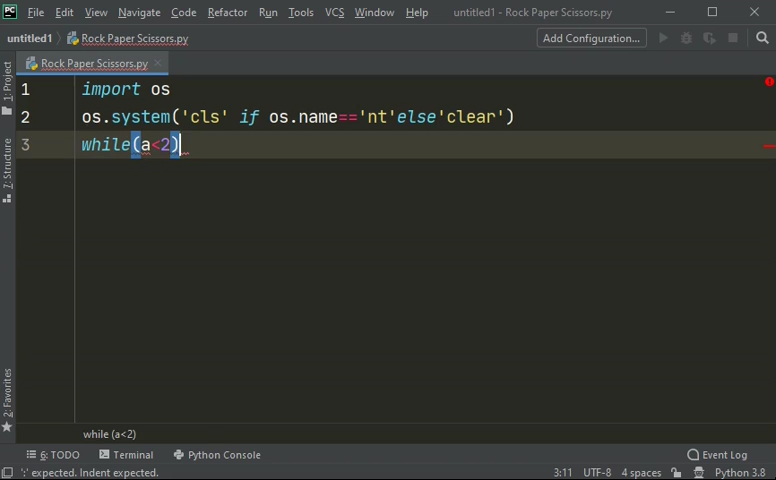 PC File Edit View Navigate Code Refactor Run Tools VCS Window Help untitled1 - Rock Paper Scissors.py
untitled1 Rock Paper Scissors.py Add Configuration...
Rock Paper Scissors.py
1: Project
7: Structure
2: Favorites
1 import os
2 os.system('cls' if os.name=='nt'else'clear')
3 while(a<2)
while (a<2)
6: TODO Terminal Python Console Event Log
':' expected. Indent expected. 3:11 UTF-8 4 spaces Python 3.8